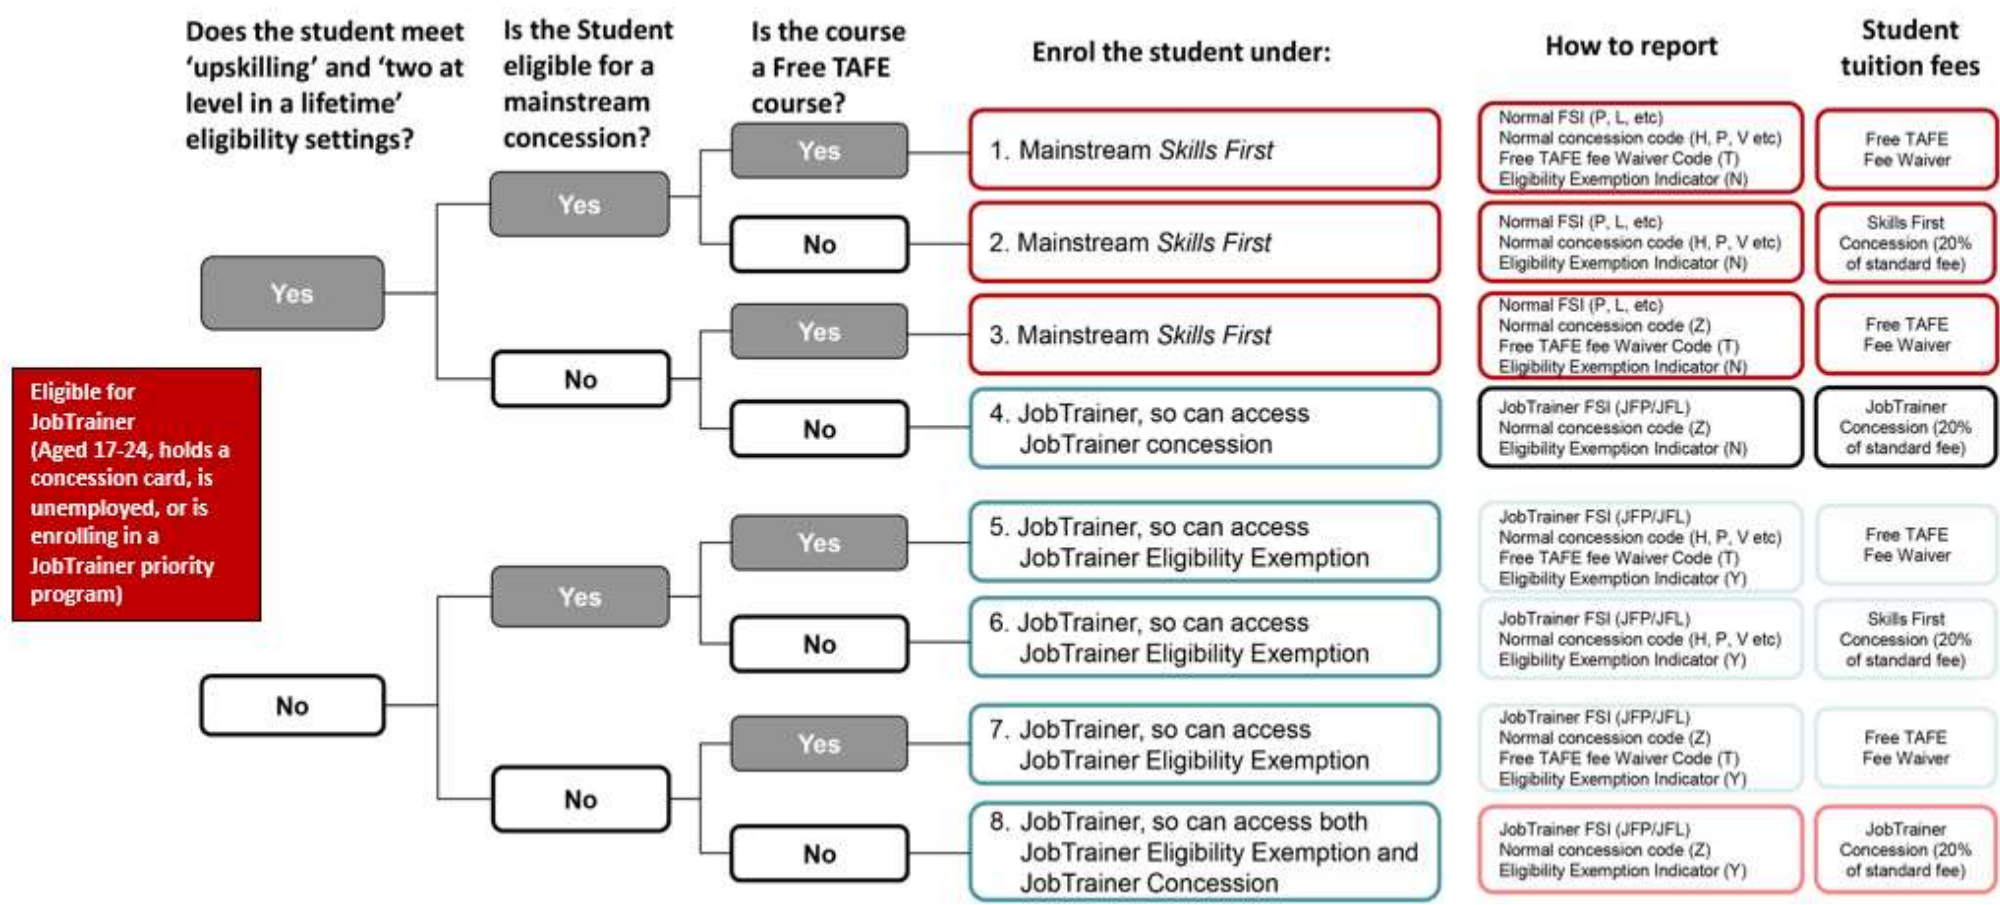 Does the student meet
‘upskilling’ and ‘two at
level in a lifetime’
eligibility settings?
Is the Student
eligible for a
mainstream
concession?
Is the course
a Free TAFE
course?
Enrol the student under:
How to report
Student
tuition fees
Eligible for
JobTrainer
(Aged 17-24, holds a
concession card, is
unemployed, or is
enrolling in a
JobTrainer priority
program)
Yes
Yes
Yes
1. Mainstream Skills First
Normal FSI (P, L, etc)
Normal concession code (H, P, V etc)
Free TAFE fee Waiver Code (T)
Eligibility Exemption Indicator (N)
Free TAFE
Fee Waiver
No
2. Mainstream Skills First
Normal FSI (P, L, etc)
Normal concession code (H, P, V etc)
Eligibility Exemption Indicator (N)
Skills First
Concession (20%
of standard fee)
No
Yes
3. Mainstream Skills First
Normal FSI (P, L, etc)
Normal concession code (Z)
Free TAFE fee Waiver Code (T)
Eligibility Exemption Indicator (N)
Free TAFE
Fee Waiver
No
4. JobTrainer, so can access
JobTrainer concession
JobTrainer FSI (JFP/JFL)
Normal concession code (Z)
Eligibility Exemption Indicator (N)
JobTrainer
Concession (20%
of standard fee)
No
Yes
Yes
5. JobTrainer, so can access
JobTrainer Eligibility Exemption
JobTrainer FSI (JFP/JFL)
Normal concession code (H, P, V etc)
Free TAFE fee Waiver Code (T)
Eligibility Exemption Indicator (Y)
Free TAFE
Fee Waiver
No
6. JobTrainer, so can access
JobTrainer Eligibility Exemption
JobTrainer FSI (JFP/JFL)
Normal concession code (H, P, V etc)
Eligibility Exemption Indicator (Y)
Skills First
Concession (20%
of standard fee)
No
Yes
7. JobTrainer, so can access
JobTrainer Eligibility Exemption
JobTrainer FSI (JFP/JFL)
Normal concession code (Z)
Free TAFE fee Waiver Code (T)
Eligibility Exemption Indicator (Y)
Free TAFE
Fee Waiver
No
8. JobTrainer, so can access both
JobTrainer Eligibility Exemption and
JobTrainer Concession
JobTrainer FSI (JFP/JFL)
Normal concession code (Z)
Eligibility Exemption Indicator (Y)
JobTrainer
Concession (20%
of standard fee)